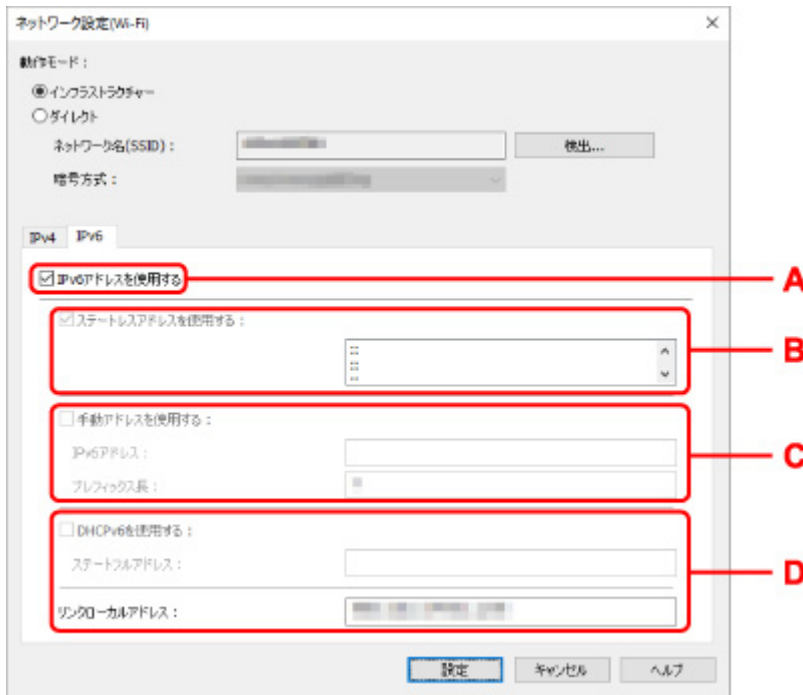 ネットワーク設定(Wi-Fi)
動作モード：
インフラストラクチャー
ダイレクト
ネットワーク名(SSID)：
検出...
暗号方式：
IPv4 IPv6
IPv6アドレスを使用する
A
ステートレスアドレスを使用する：
::
::
::
B
手動アドレスを使用する：
IPv6アドレス：
プレフィックス長：
C
DHCPv6を使用する：
ステートフルアドレス：
D
リンクローカルアドレス：
設定 キャンセル ヘルプ